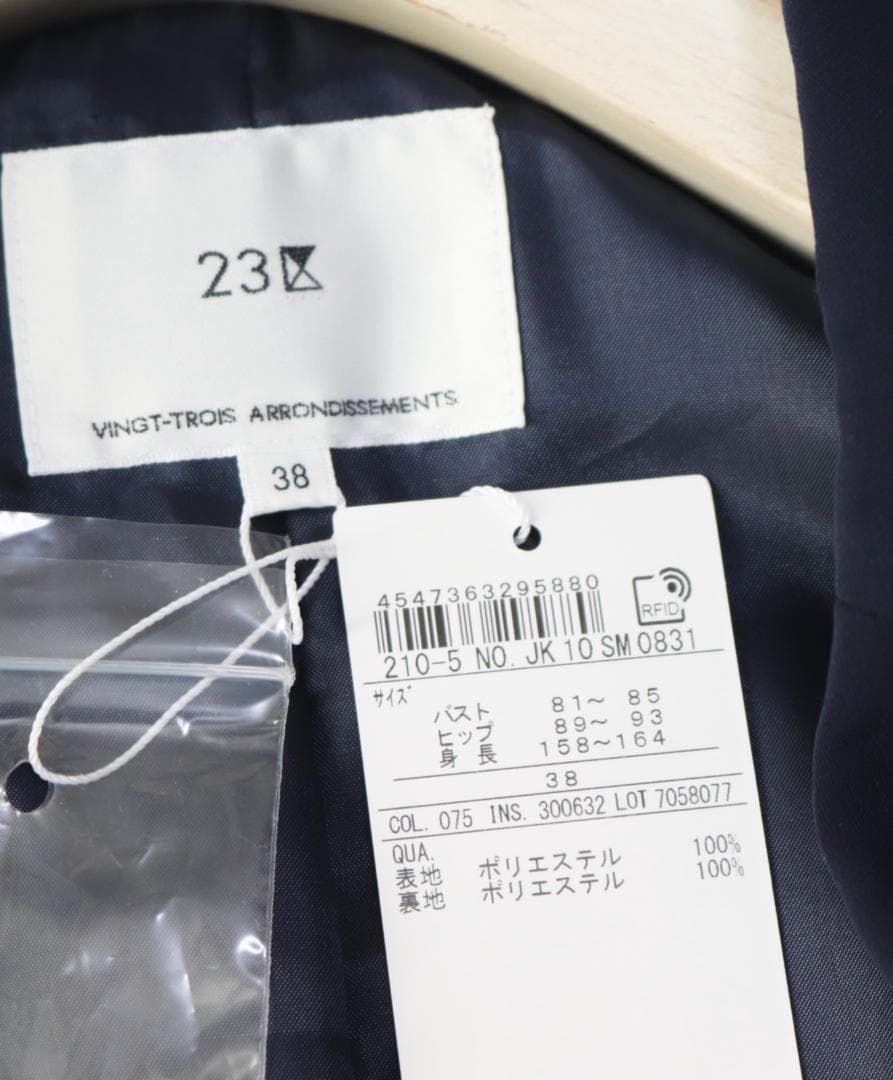 23区
VINGT-TROIS ARRONDISSEMENTS
38
4547363295880
RFID
210-5 NO. JK10SM0831
サイズ
バスト 81～ 85
ヒップ 89～ 93
身長 158～164
38
COL. 075 INS. 300632 LOT 7058077
QUA.
表地 ポリエステル 100%
裏地 ポリエステル 100%